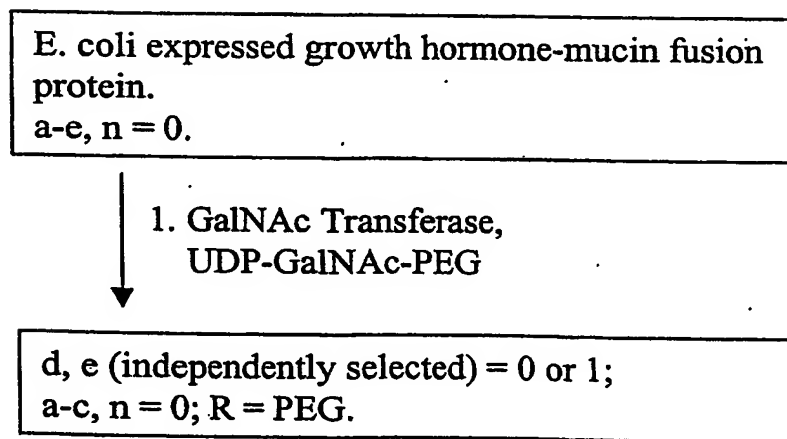 E. coli expressed growth hormone-mucin fusion
protein.
a-e, n = 0.
1. GalNAc Transferase,
UDP-GalNAc-PEG
d, e (independently selected) = 0 or 1;
a-c, n = 0; R = PEG.